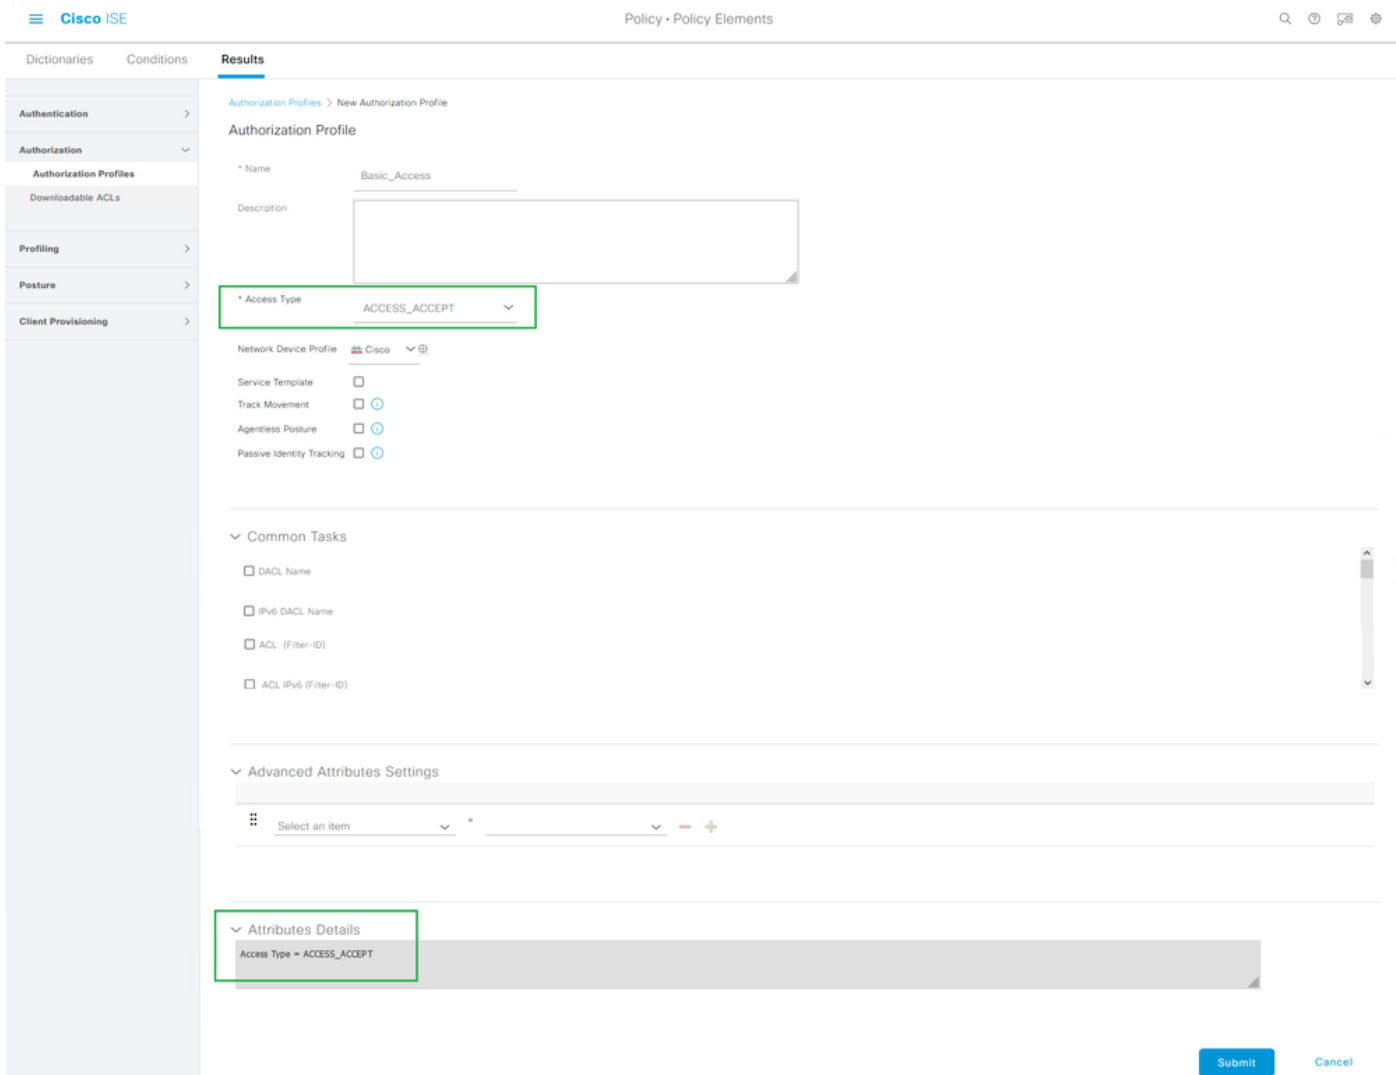 Cisco ISE
Policy • Policy Elements
Dictionaries
Conditions
Results
Authentication
Authorization
Authorization Profiles
Downloadable ACLs
Profiling
Posture
Client Provisioning
Authorization Profiles > New Authorization Profile
Authorization Profile
* Name
Basic_Access
Description
* Access Type
ACCESS_ACCEPT
Network Device Profile
Cisco
Service Template
Track Movement
Agentless Posture
Passive Identity Tracking
Common Tasks
DACL Name
IPv6 DACL Name
ACL (Filter-ID)
ACL IPv6 (Filter-ID)
Advanced Attributes Settings
Select an item
Attributes Details
Access Type = ACCESS_ACCEPT
Submit
Cancel